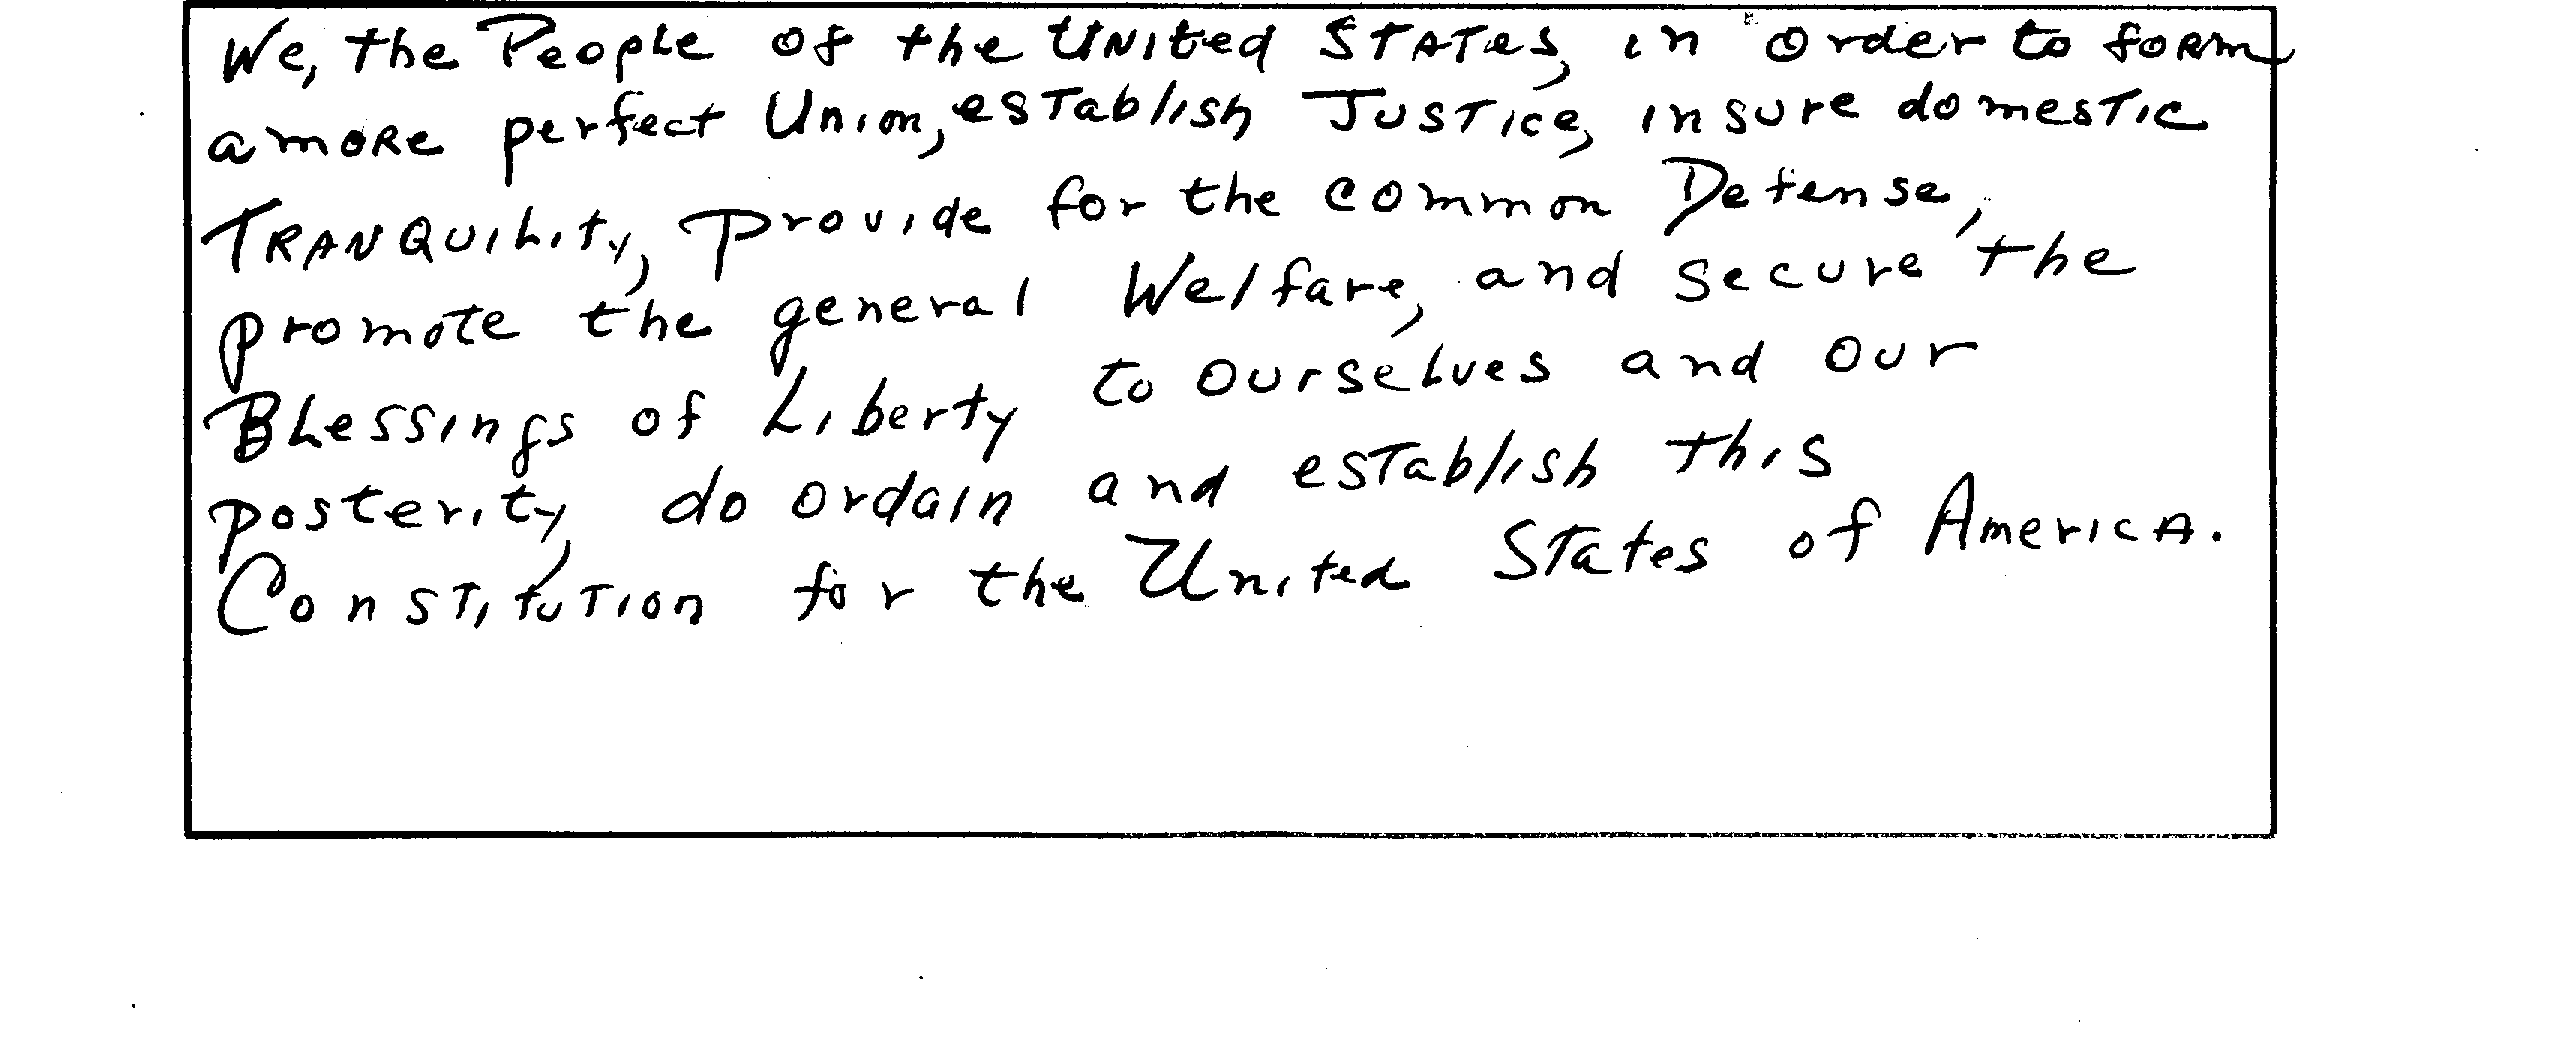 We, the People of the United States, in order to form
a more perfect Union, establish Justice, insure domestic
Tranquility, provide for the common Defense,
promote the general Welfare, and secure the
Blessings of Liberty to ourselves and our
posterity, do ordain and establish this
Constitution for the United States of America.